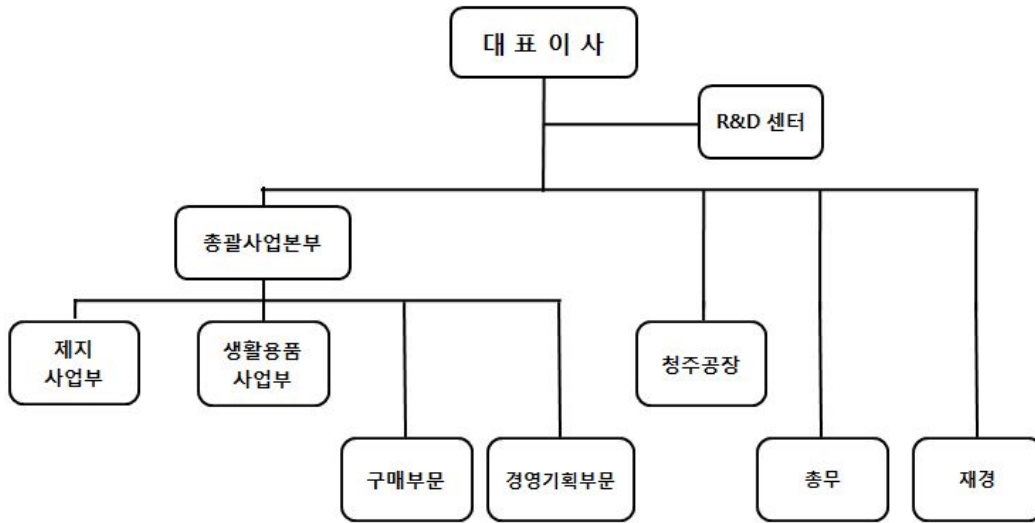 대 표 이 사
R&D 센터
총괄사업본부
제지
사업부
생활용품
사업부
청주공장
구매부문
경영기획부문
총무
재경